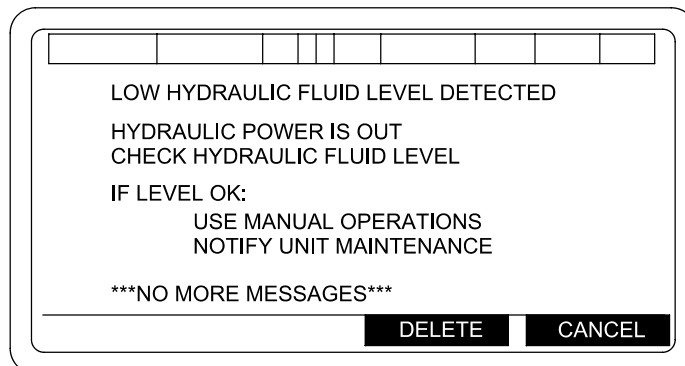 LOW HYDRAULIC FLUID LEVEL DETECTED
HYDRAULIC POWER IS OUT
CHECK HYDRAULIC FLUID LEVEL
IF LEVEL OK:
USE MANUAL OPERATIONS
NOTIFY UNIT MAINTENANCE
***NO MORE MESSAGES***
DELETE CANCEL